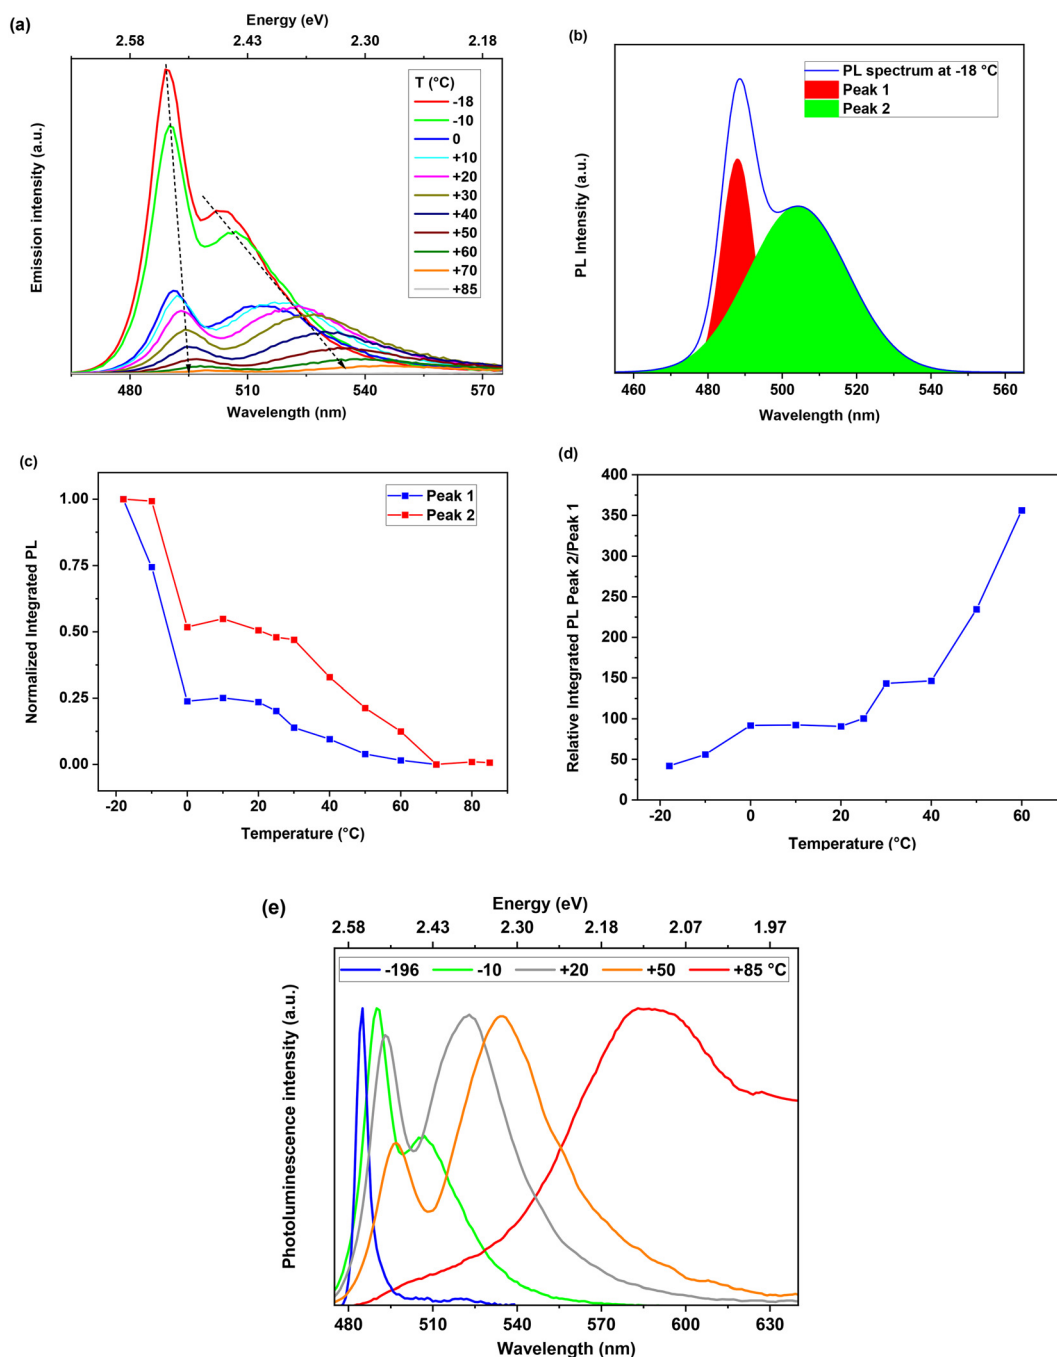 (a)
Energy (eV)
2.58 2.43 2.30 2.18
Emission intensity (a.u.)
T (°C)
-18
-10
0
+10
+20
+30
+40
+50
+60
+70
+85
480 510 540 570
Wavelength (nm)
(b)
PL spectrum at -18 °C
Peak 1
Peak 2
PL Intensity (a.u.)
460 480 500 520 540 560
Wavelength (nm)
(c)
Normalized Integrated PL
1.00
0.75
0.50
0.25
0.00
Peak 1
Peak 2
-20 0 20 40 60 80
Temperature (°C)
(d)
Relative Integrated PL Peak 2/Peak 1
400
350
300
250
200
150
100
50
0
-20 0 20 40 60
Temperature (°C)
(e)
Energy (eV)
2.58 2.43 2.30 2.18 2.07 1.97
-196 -10 +20 +50 +85 °C
Photoluminescence intensity (a.u.)
480 510 540 570 600 630
Wavelength (nm)